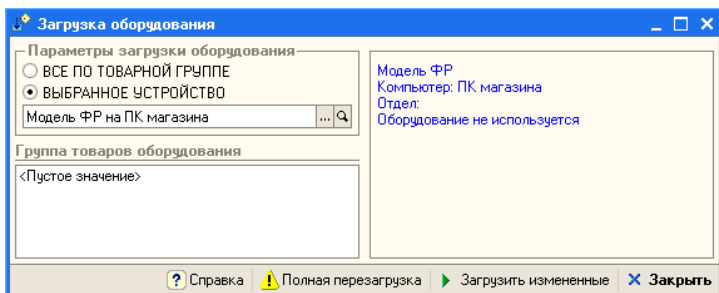 Загрузка оборудования
Параметры загрузки оборудования
ВСЕ ПО ТОВАРНОЙ ГРУППЕ
ВЫБРАННОЕ УСТРОЙСТВО
Модель ФР на ПК магазина ...
Группа товаров оборудования
<Пустое значение>
Модель ФР
Компьютер: ПК магазина
Отдел:
Оборудование не используется
? Справка ! Полная перезагрузка Загрузить измененные Закрыть